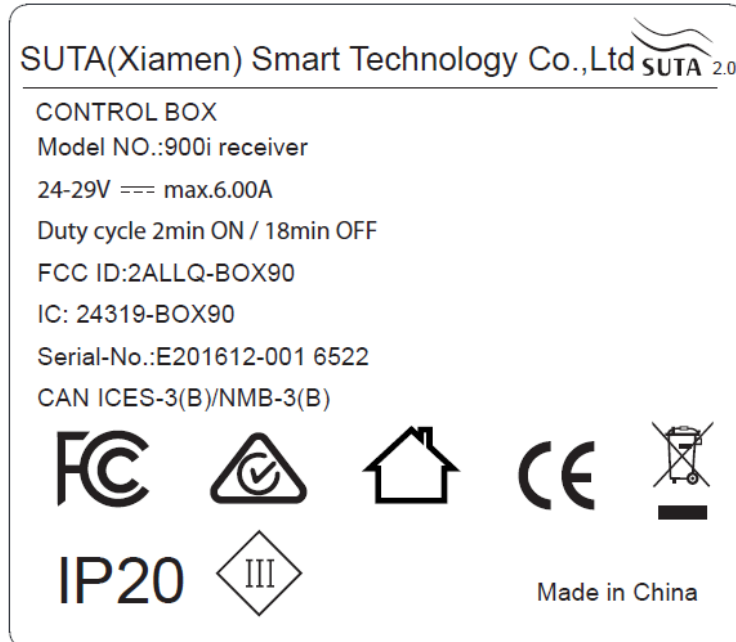 SUTA(Xiamen) Smart Technology Co.,Ltd SUTA 2.0
CONTROL BOX
Model NO.:900i receiver
24-29V ⎓ max.6.00A
Duty cycle 2min ON / 18min OFF
FCC ID:2ALLQ-BOX90
IC: 24319-BOX90
Serial-No.:E201612-001 6522
CAN ICES-3(B)/NMB-3(B)
FC CE
IP20 III
Made in China